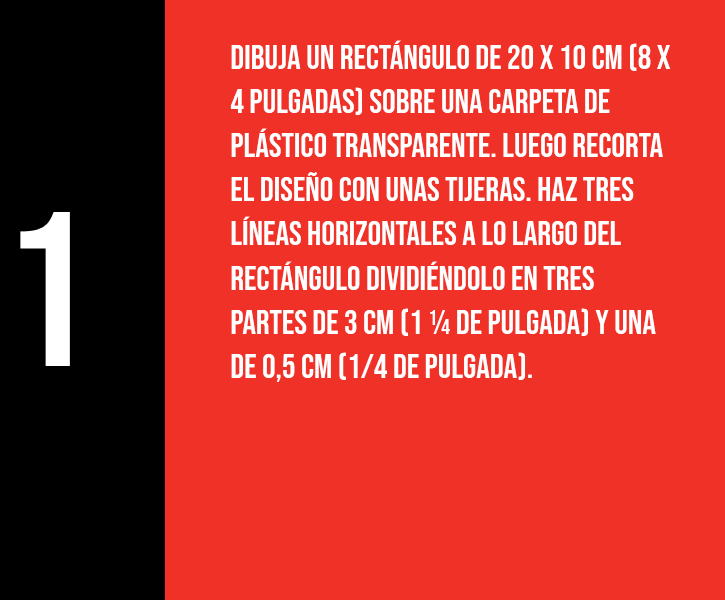 1
DIBUJA UN RECTÁNGULO DE 20 X 10 CM (8 X
4 PULGADAS) SOBRE UNA CARPETA DE
PLÁSTICO TRANSPARENTE. LUEGO RECORTA
EL DISEÑO CON UNAS TIJERAS. HAZ TRES
LÍNEAS HORIZONTALES A LO LARGO DEL
RECTÁNGULO DIVIDIÉNDOLO EN TRES
PARTES DE 3 CM (1 ¼ DE PULGADA) Y UNA
DE 0,5 CM (1/4 DE PULGADA).